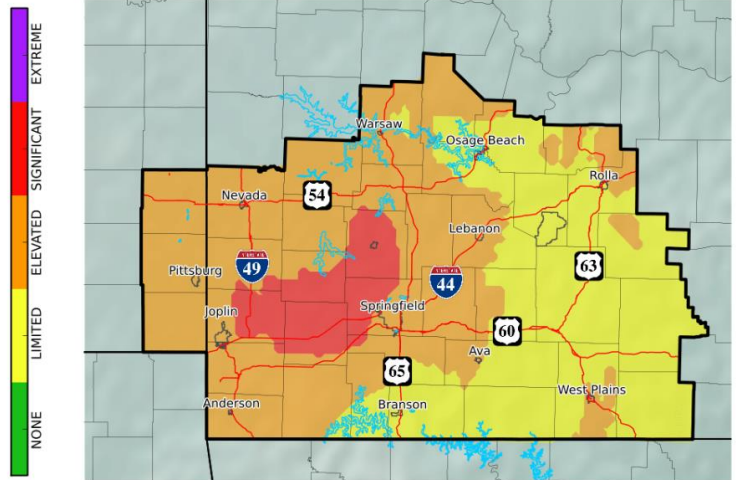 EXTREME
SIGNIFICANT
ELEVATED
LIMITED
NONE
Warsaw
Osage Beach
Rolla
Nevada
54
Lebanon
Pittsburg
49
44
63
Joplin
Springfield
60
Ava
65
Anderson
Branson
West Plains